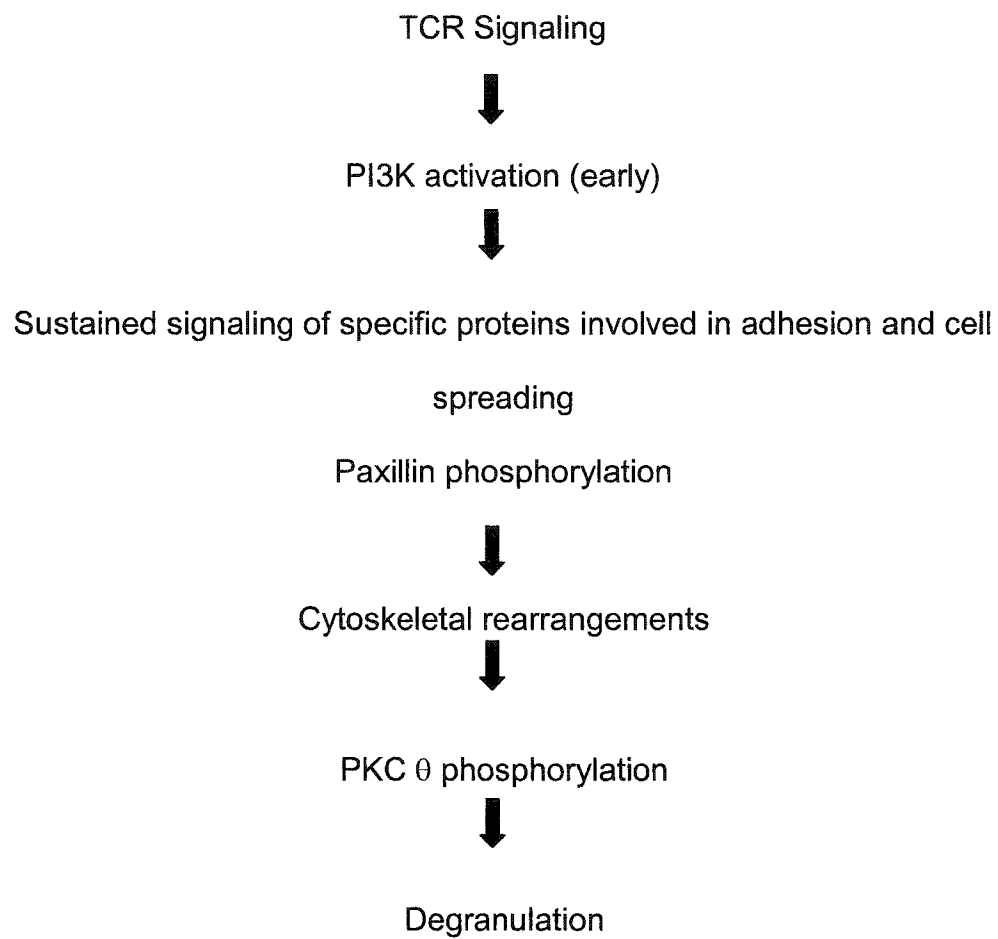 TCR Signaling
PI3K activation (early)
Sustained signaling of specific proteins involved in adhesion and cell
spreading
Paxillin phosphorylation
Cytoskeletal rearrangements
PKC θ phosphorylation
Degranulation